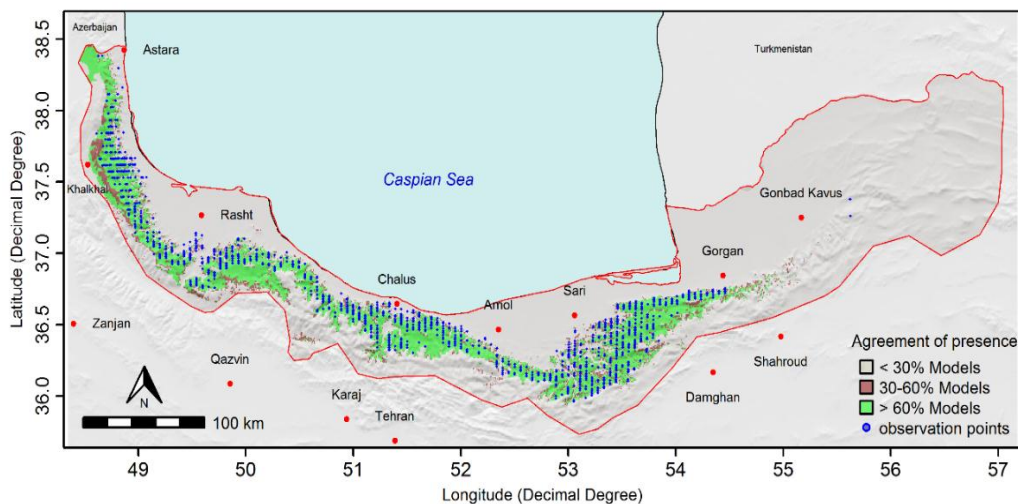 Azerbaijan
Astara
Turkmenistan
Caspian Sea
Khalkhal
Gonbad Kavus
Rasht
Gorgan
Chalus
Amol
Sari
Zanjan
Qazvin
Karaj
Tehran
Damghan
Shahroud
N
100 km
Agreement of presence
< 30% Models
30-60% Models
> 60% Models
observation points
38.5
38.0
37.5
37.0
36.5
36.0
Latitude (Decimal Degree)
49 50 51 52 53 54 55 56 57
Longitude (Decimal Degree)